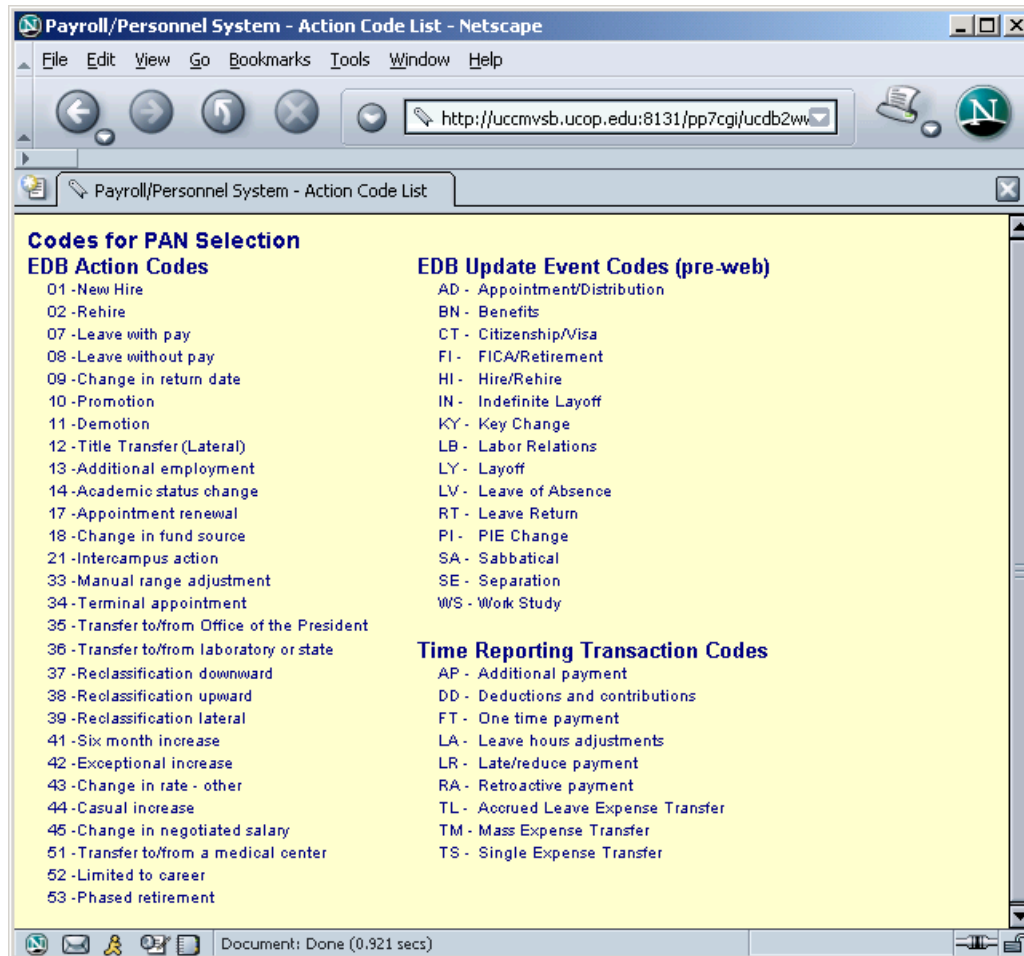 Payroll/Personnel System - Action Code List - Netscape
File Edit View Go Bookmarks Tools Window Help
http://uccmvsb.ucop.edu:8131/pp7cgi/ucdb2ww
N
Payroll/Personnel System - Action Code List
Codes for PAN Selection
EDB Action Codes
01 -New Hire
02 -Rehire
07 -Leave with pay
08 -Leave without pay
09 -Change in return date
10 -Promotion
11 -Demotion
12 -Title Transfer (Lateral)
13 -Additional employment
14 -Academic status change
17 -Appointment renewal
18 -Change in fund source
21 -Intercampus action
33 -Manual range adjustment
34 -Terminal appointment
35 -Transfer to/from Office of the President
36 -Transfer to/from laboratory or state
37 -Reclassification downward
38 -Reclassification upward
39 -Reclassification lateral
41 -Six month increase
42 -Exceptional increase
43 -Change in rate - other
44 -Casual increase
45 -Change in negotiated salary
51 -Transfer to/from a medical center
52 -Limited to career
53 -Phased retirement
EDB Update Event Codes (pre-web)
AD - Appointment/Distribution
BN - Benefits
CT - Citizenship/Visa
FI - FICA/Retirement
HI - Hire/Rehire
IN - Indefinite Layoff
KY - Key Change
LB - Labor Relations
LY - Layoff
LV - Leave of Absence
RT - Leave Return
PI - PIE Change
SA - Sabbatical
SE - Separation
WS - Work Study
Time Reporting Transaction Codes
AP - Additional payment
DD - Deductions and contributions
FT - One time payment
LA - Leave hours adjustments
LR - Late/reduce payment
RA - Retroactive payment
TL - Accrued Leave Expense Transfer
TM - Mass Expense Transfer
TS - Single Expense Transfer
Document: Done (0.921 secs)